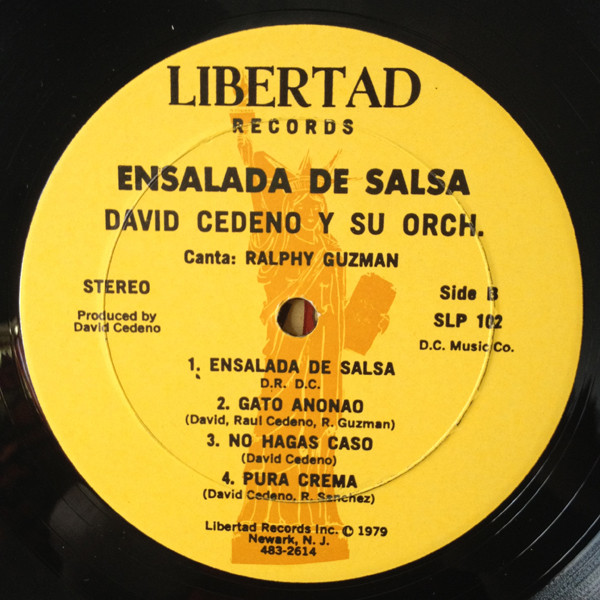 LIBERTAD
RECORDS
ENSALADA DE SALSA
DAVID CEDENO Y SU ORCH.
Canta: RALPHY GUZMAN
STEREO
Produced by
David Cedeno
Side B
SLP 102
D.C. Music Co.
1. ENSALADA DE SALSA
D.R. D.C.
2. GATO ANONAO
(David, Raul Cedeno, R. Guzman)
3. NO HAGAS CASO
(David Cedeno)
4. PURA CREMA
(David Cedeno, R. Sanchez)
Libertad Records Inc. © 1979
Newark, N. J.
483-2614